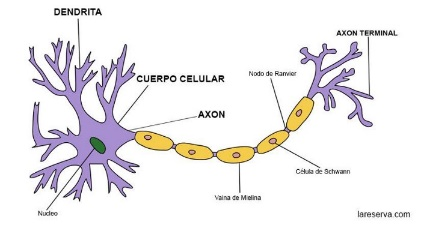 DENDRITA
AXON TERMINAL
Nodo de Ranvier
CUERPO CELULAR
AXON
Célula de Schwann
Vaina de Mielina
Nucleo
lareserva.com